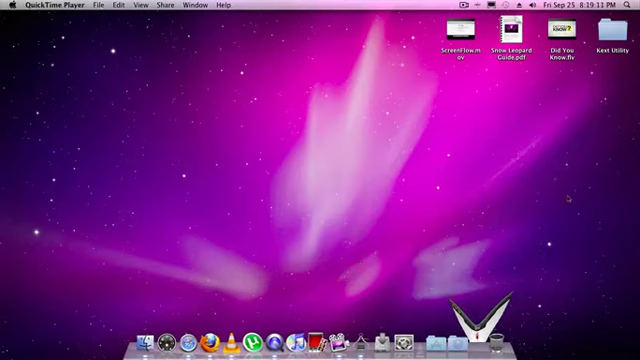 QuickTime Player File Edit View Share Window Help Fri Sep 25 8:19:11 PM
ScreenFlow.m
ov
Snow Leopard
Guide.pdf
Did You
Know.flv
Kext Utility